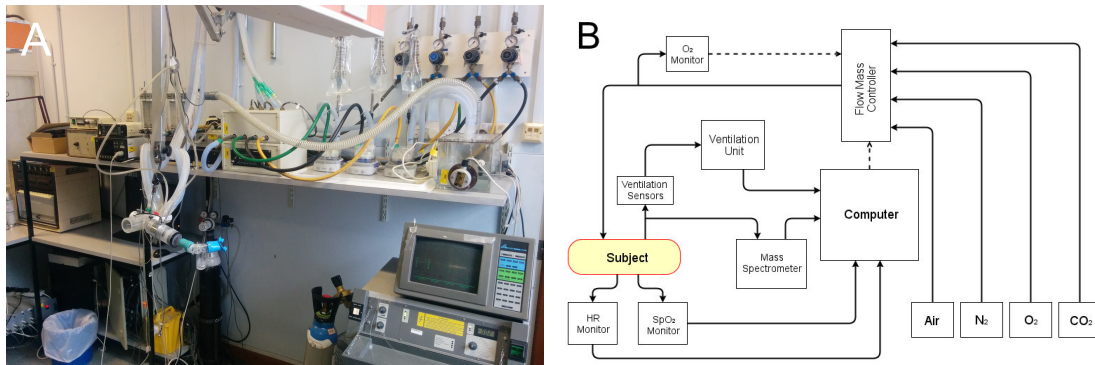 A
B
O₂
Monitor
Flow Mass
Controller
Ventilation
Unit
Ventilation
Sensors
Computer
Subject
Mass
Spectrometer
HR
Monitor
SpO₂
Monitor
Air
N₂
O₂
CO₂